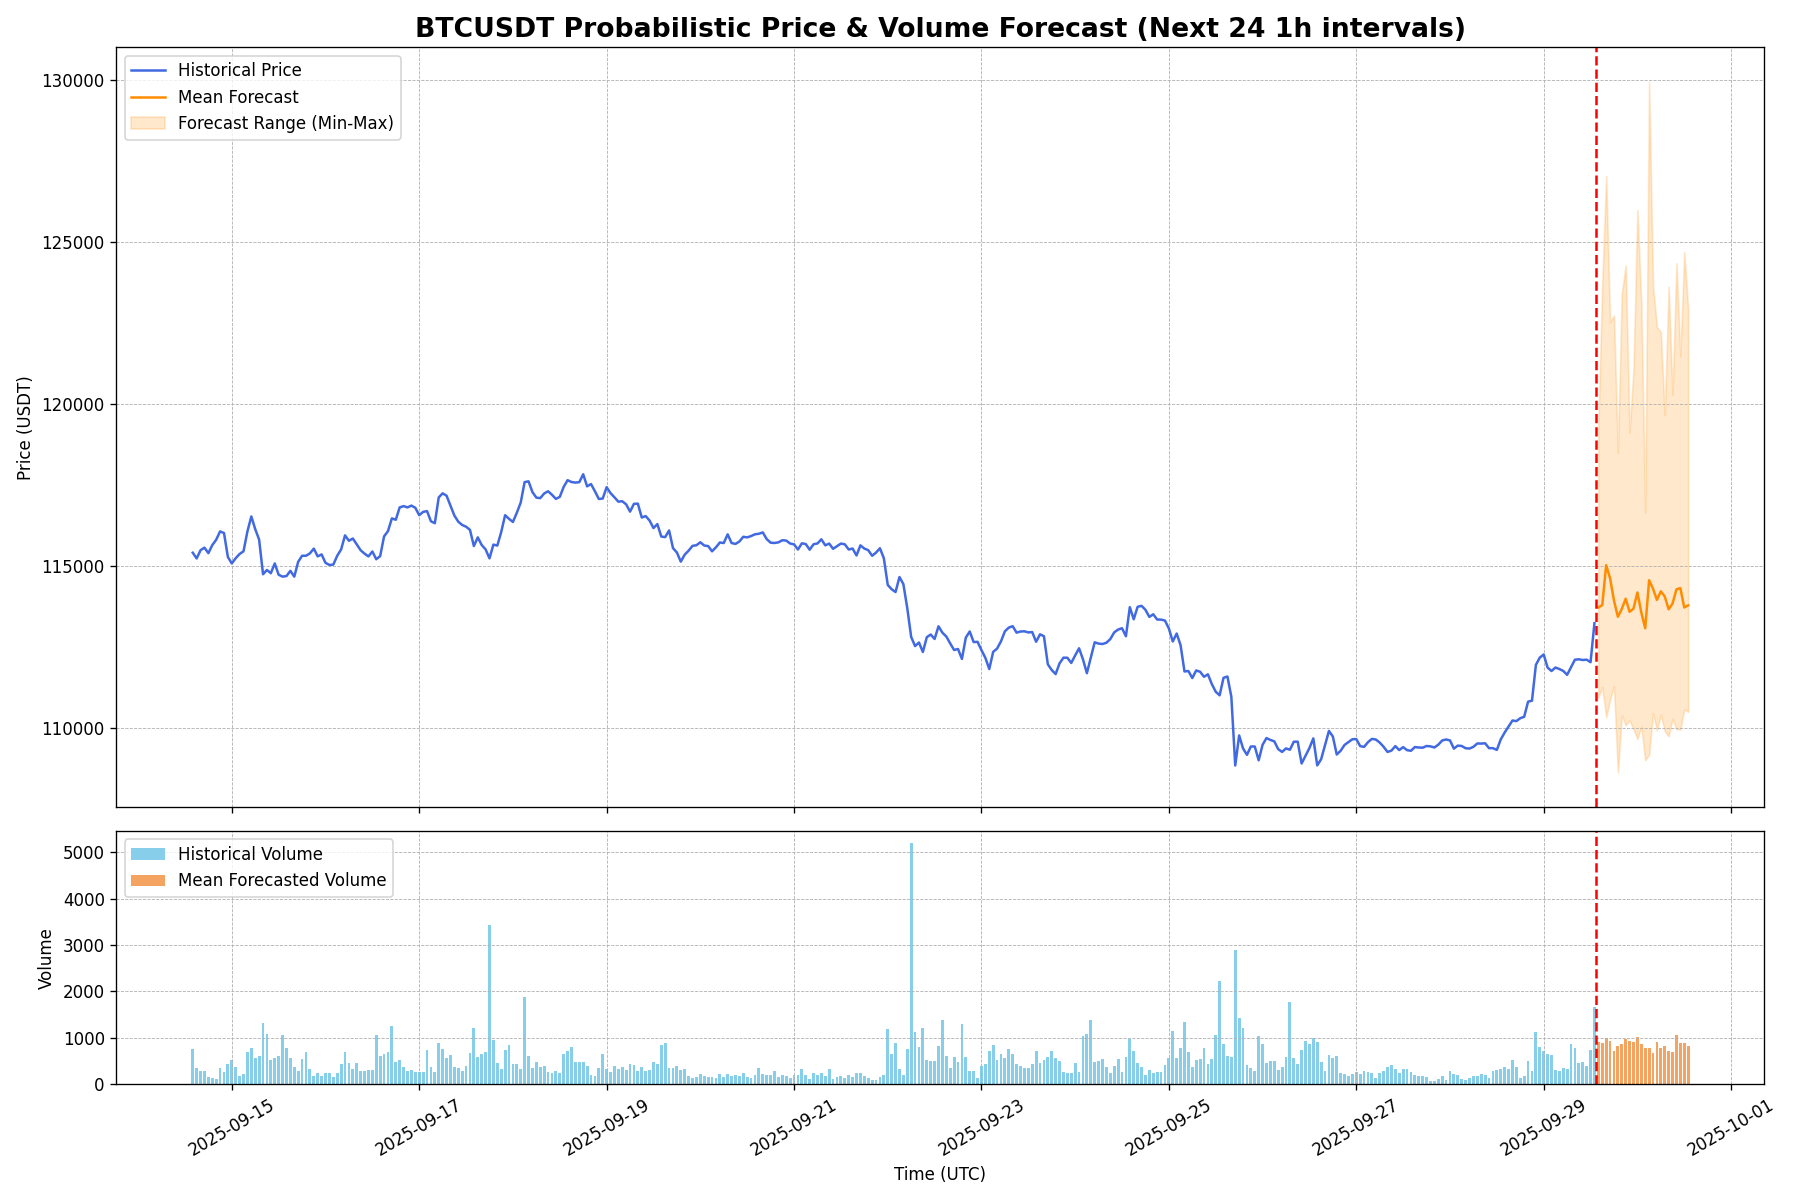 BTCUSDT Probabilistic Price & Volume Forecast (Next 24 1h intervals)
Historical Price
Mean Forecast
Forecast Range (Min-Max)
130000
125000
120000
115000
110000
Price (USDT)
Historical Volume
Mean Forecasted Volume
5000
4000
3000
2000
1000
0
Volume
2025-09-15
2025-09-17
2025-09-19
2025-09-21
2025-09-23
2025-09-25
2025-09-27
2025-09-29
2025-10-01
Time (UTC)